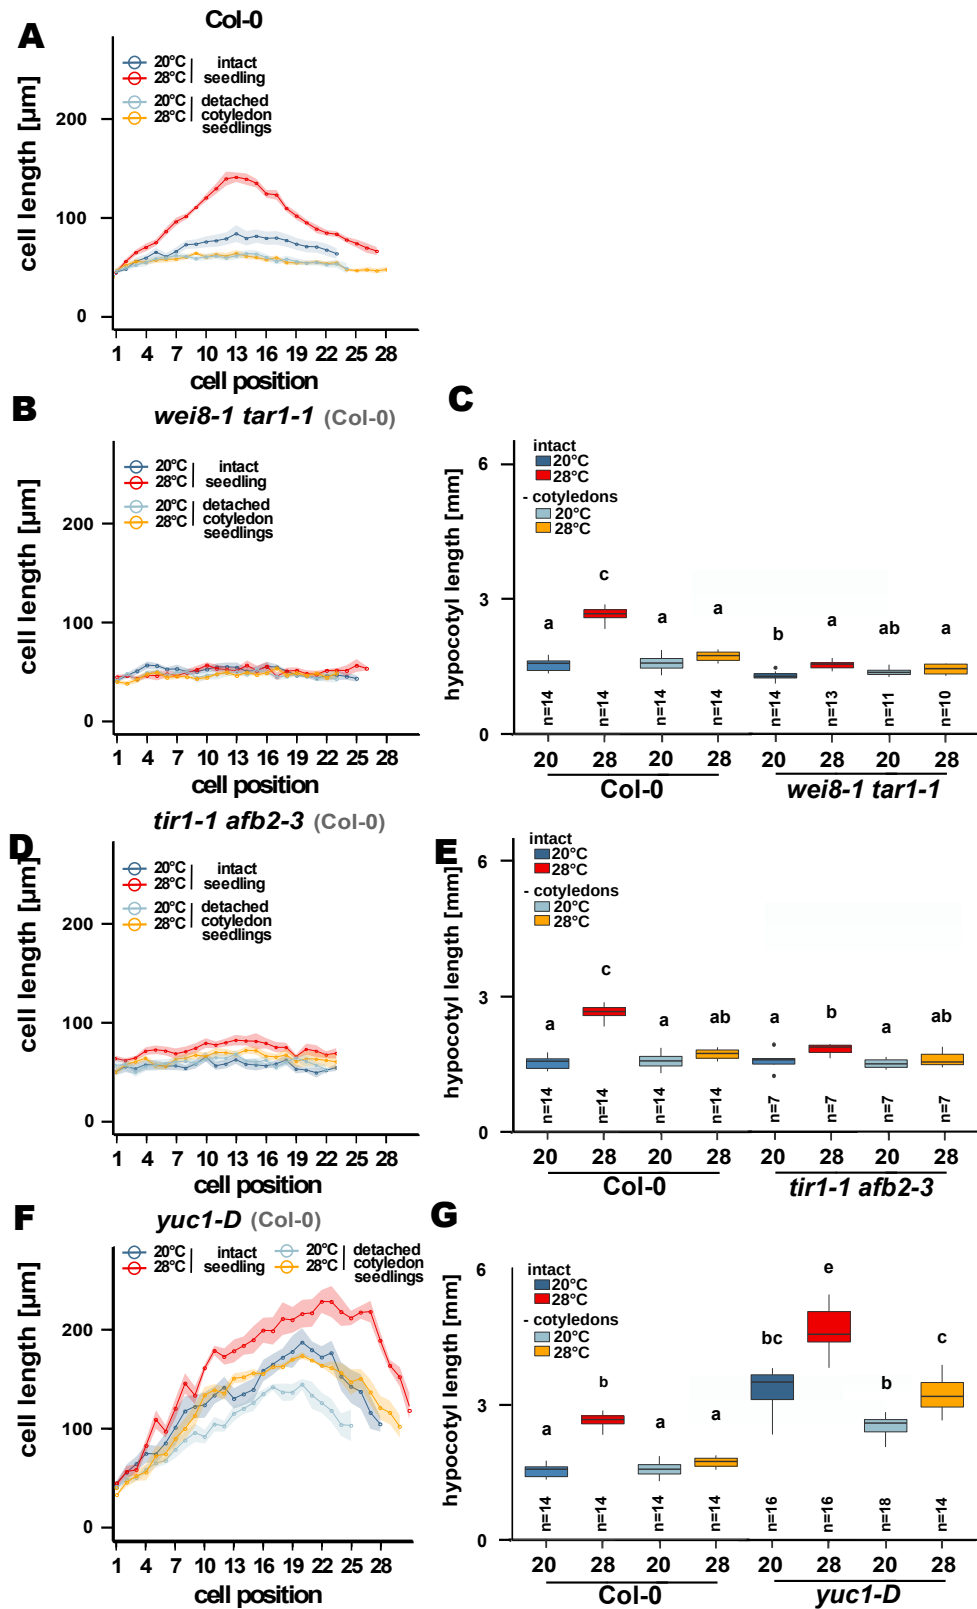 A
Col-0
cell length [µm]
200
100
0
20°C
28°C
intact
seedling
20°C
28°C
detached
cotyledon
seedlings
1 4 7 10 13 16 19 22 25 28
cell position
B
wei8-1 tar1-1 (Col-0)
cell length [µm]
200
100
0
20°C
28°C
intact
seedling
20°C
28°C
detached
cotyledon
seedlings
1 4 7 10 13 16 19 22 25 28
cell position
C
hypocotyl length [mm]
6
3
0
intact
20°C
28°C
- cotyledons
20°C
28°C
a c a a b a ab a
n=14 n=14 n=14 n=14 n=14 n=13 n=11 n=10
20 28 20 28 20 28 20 28
Col-0 wei8-1 tar1-1
D
tir1-1 afb2-3 (Col-0)
cell length [µm]
200
100
0
20°C
28°C
intact
seedling
20°C
28°C
detached
cotyledon
seedlings
1 4 7 10 13 16 19 22 25 28
cell position
E
hypocotyl length [mm]
6
3
0
intact
20°C
28°C
- cotyledons
20°C
28°C
a c a ab a b a ab
n=14 n=14 n=14 n=14 n=7 n=7 n=7 n=7
20 28 20 28 20 28 20 28
Col-0 tir1-1 afb2-3
F
yuc1-D (Col-0)
cell length [µm]
200
100
0
20°C
28°C
intact
seedling
20°C
28°C
detached
cotyledon
seedlings
1 4 7 10 13 16 19 22 25 28
cell position
G
hypocotyl length [mm]
6
3
0
intact
20°C
28°C
- cotyledons
20°C
28°C
a b a a bc e b c
n=14 n=14 n=14 n=14 n=16 n=16 n=18 n=14
20 28 20 28 20 28 20 28
Col-0 yuc1-D